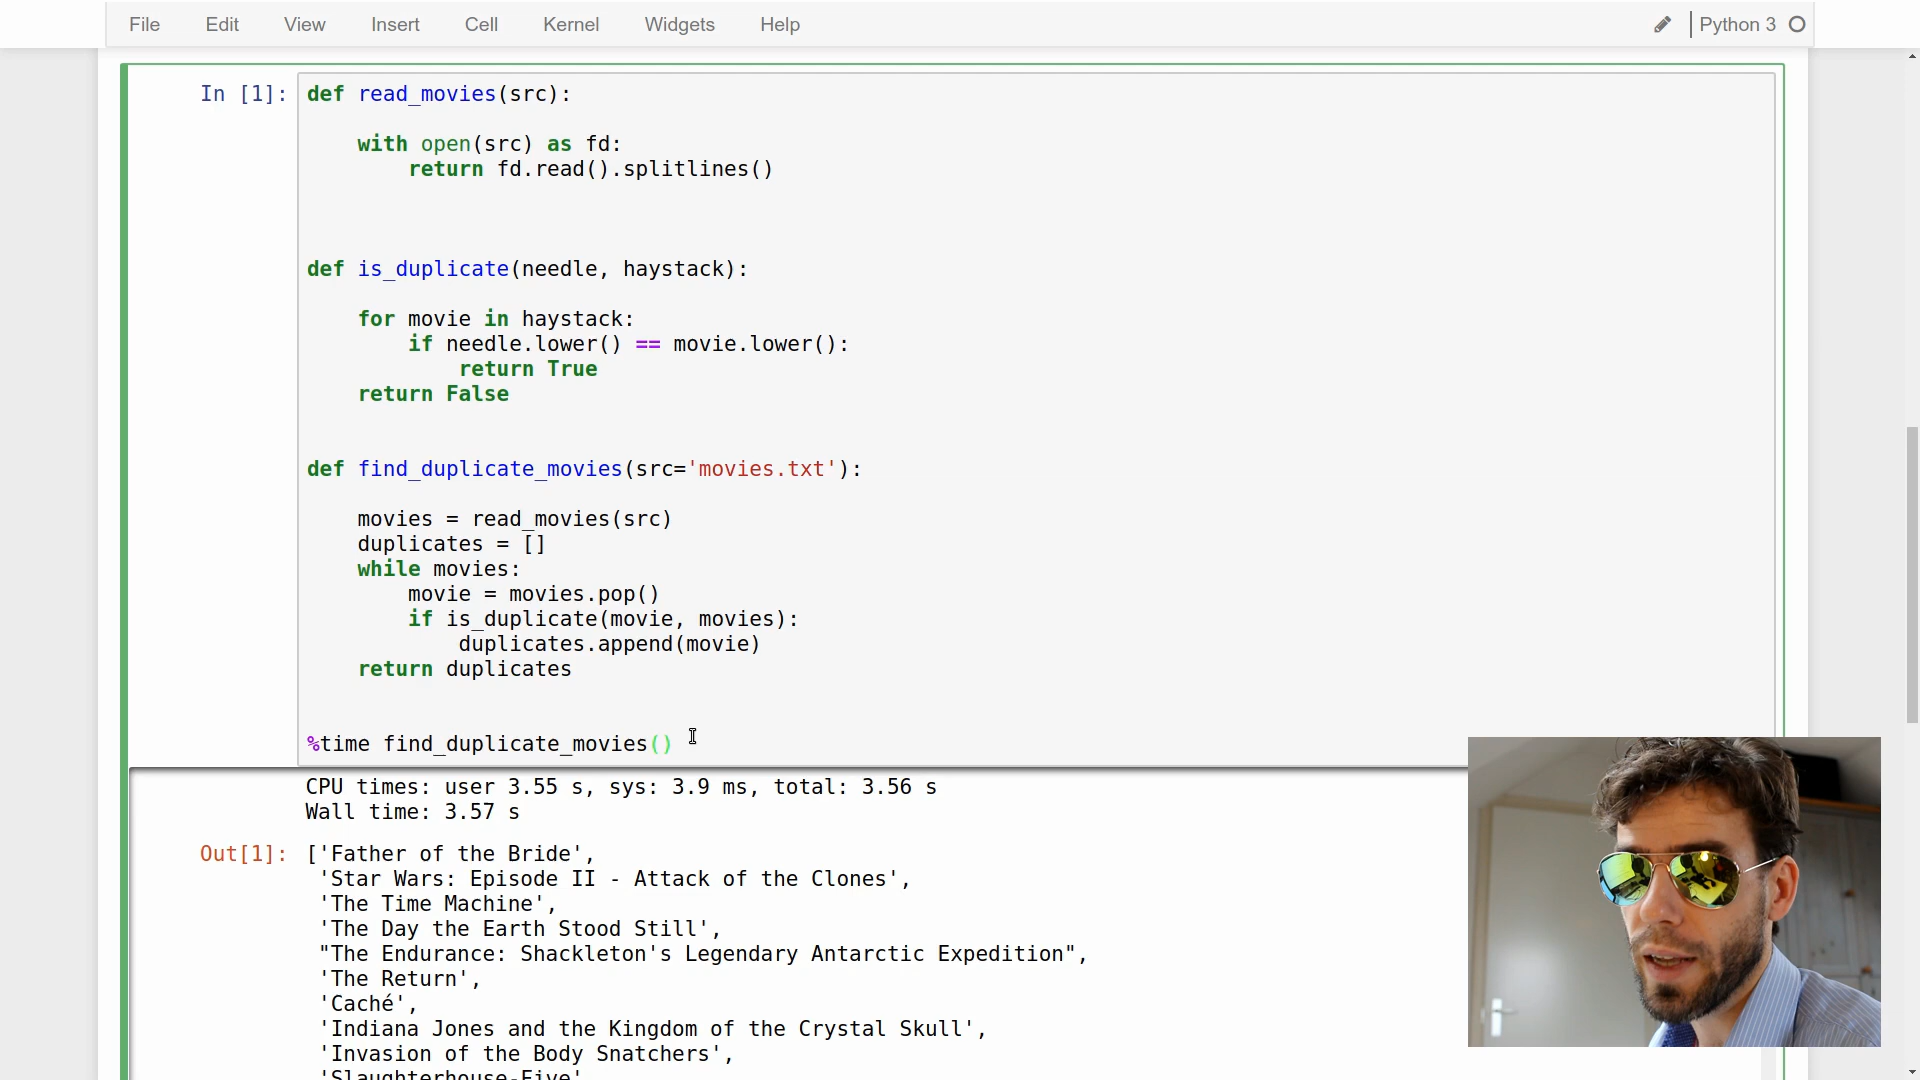 File Edit View Insert Cell Kernel Widgets Help Python 3
In [1]: def read_movies(src):
with open(src) as fd:
return fd.read().splitlines()
def is_duplicate(needle, haystack):
for movie in haystack:
if needle.lower() == movie.lower():
return True
return False
def find_duplicate_movies(src='movies.txt'):
movies = read_movies(src)
duplicates = []
while movies:
movie = movies.pop()
if is_duplicate(movie, movies):
duplicates.append(movie)
return duplicates
%time find_duplicate_movies()
CPU times: user 3.55 s, sys: 3.9 ms, total: 3.56 s
Wall time: 3.57 s
Out[1]: ['Father of the Bride',
'Star Wars: Episode II - Attack of the Clones',
'The Time Machine',
'The Day the Earth Stood Still',
"The Endurance: Shackleton's Legendary Antarctic Expedition",
'The Return',
'Caché',
'Indiana Jones and the Kingdom of the Crystal Skull',
'Invasion of the Body Snatchers',
'Slaughterhouse-Five'